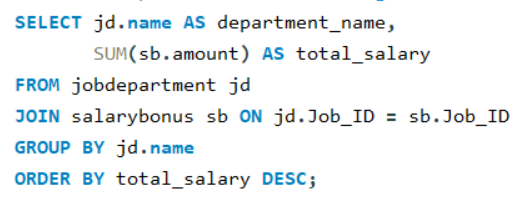 SELECT jd.name AS department_name,
SUM(sb.amount) AS total_salary
FROM jobdepartment jd
JOIN salarybonus sb ON jd.Job_ID = sb.Job_ID
GROUP BY jd.name
ORDER BY total_salary DESC;